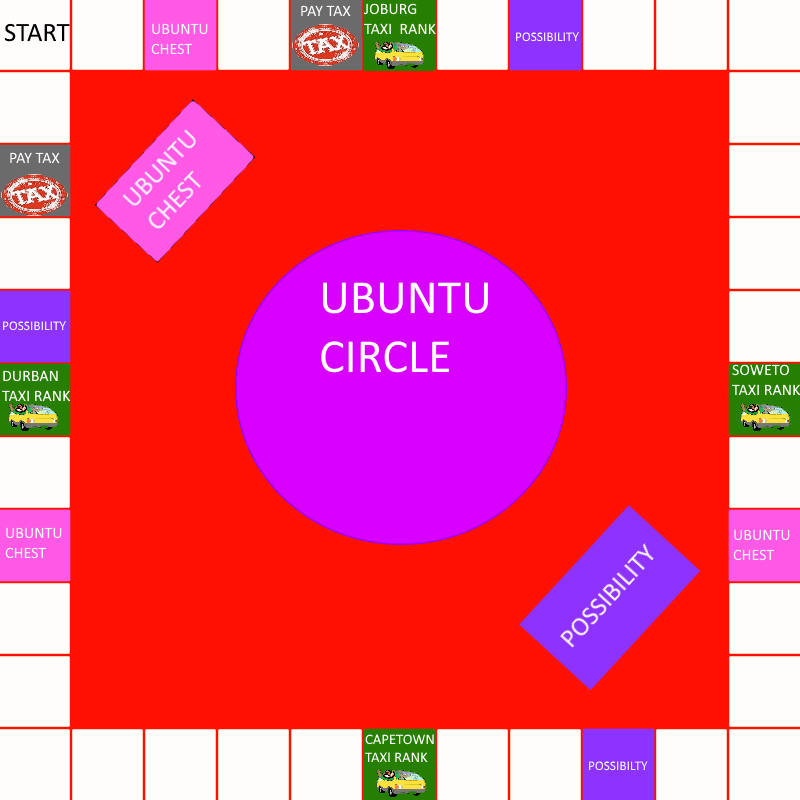 START
UBUNTU
CHEST
PAY TAX
TAX
JOBURG
TAXI RANK
POSSIBILITY
UBUNTU
CHEST
PAY TAX
TAX
UBUNTU
CIRCLE
POSSIBILITY
DURBAN
TAXI RANK
SOWETO
TAXI RANK
UBUNTU
CHEST
UBUNTU
CHEST
POSSIBILITY
CAPETOWN
TAXI RANK
POSSIBILTY